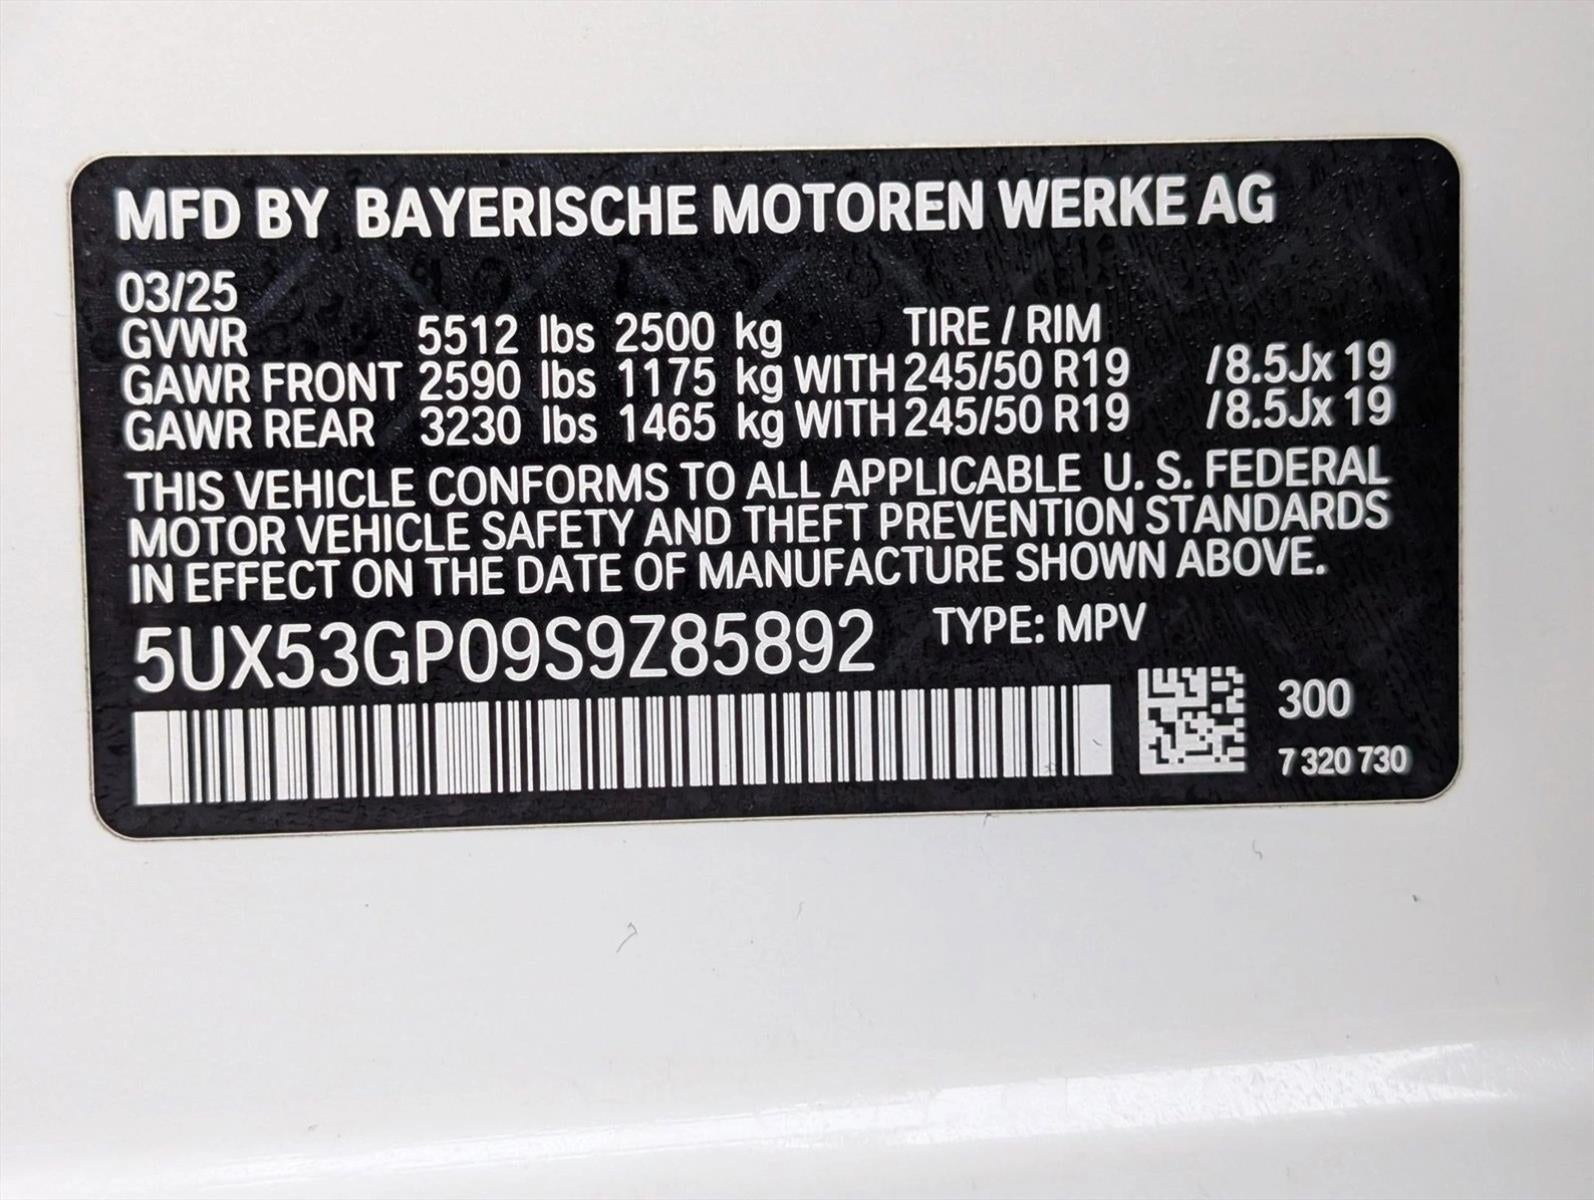 MFD BY BAYERISCHE MOTOREN WERKE AG
03/25
GVWR 5512 lbs 2500 kg TIRE / RIM
GAWR FRONT 2590 lbs 1175 kg WITH 245/50 R19 /8.5Jx 19
GAWR REAR 3230 lbs 1465 kg WITH 245/50 R19 /8.5Jx 19
THIS VEHICLE CONFORMS TO ALL APPLICABLE U. S. FEDERAL
MOTOR VEHICLE SAFETY AND THEFT PREVENTION STANDARDS
IN EFFECT ON THE DATE OF MANUFACTURE SHOWN ABOVE.
5UX53GP09S9Z85892 TYPE: MPV
300
7 320 730